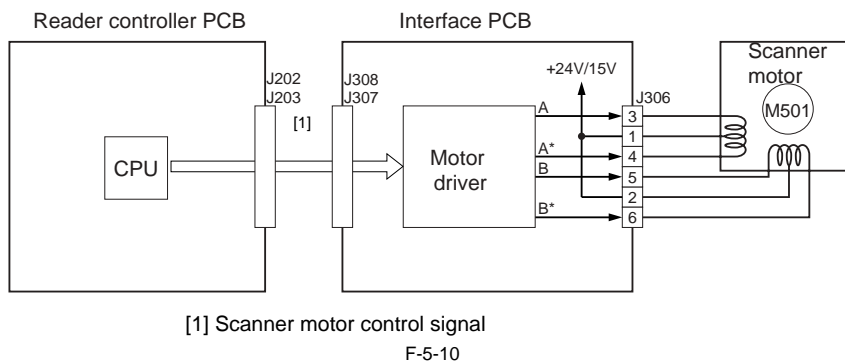 Reader controller PCB
Interface PCB
Scanner
motor
M501
+24V/15V
J202
J203
[1]
J308
J307
J306
CPU
Motor
driver
A
A*
B
B*
3
1
4
5
2
6
[1] Scanner motor control signal
F-5-10